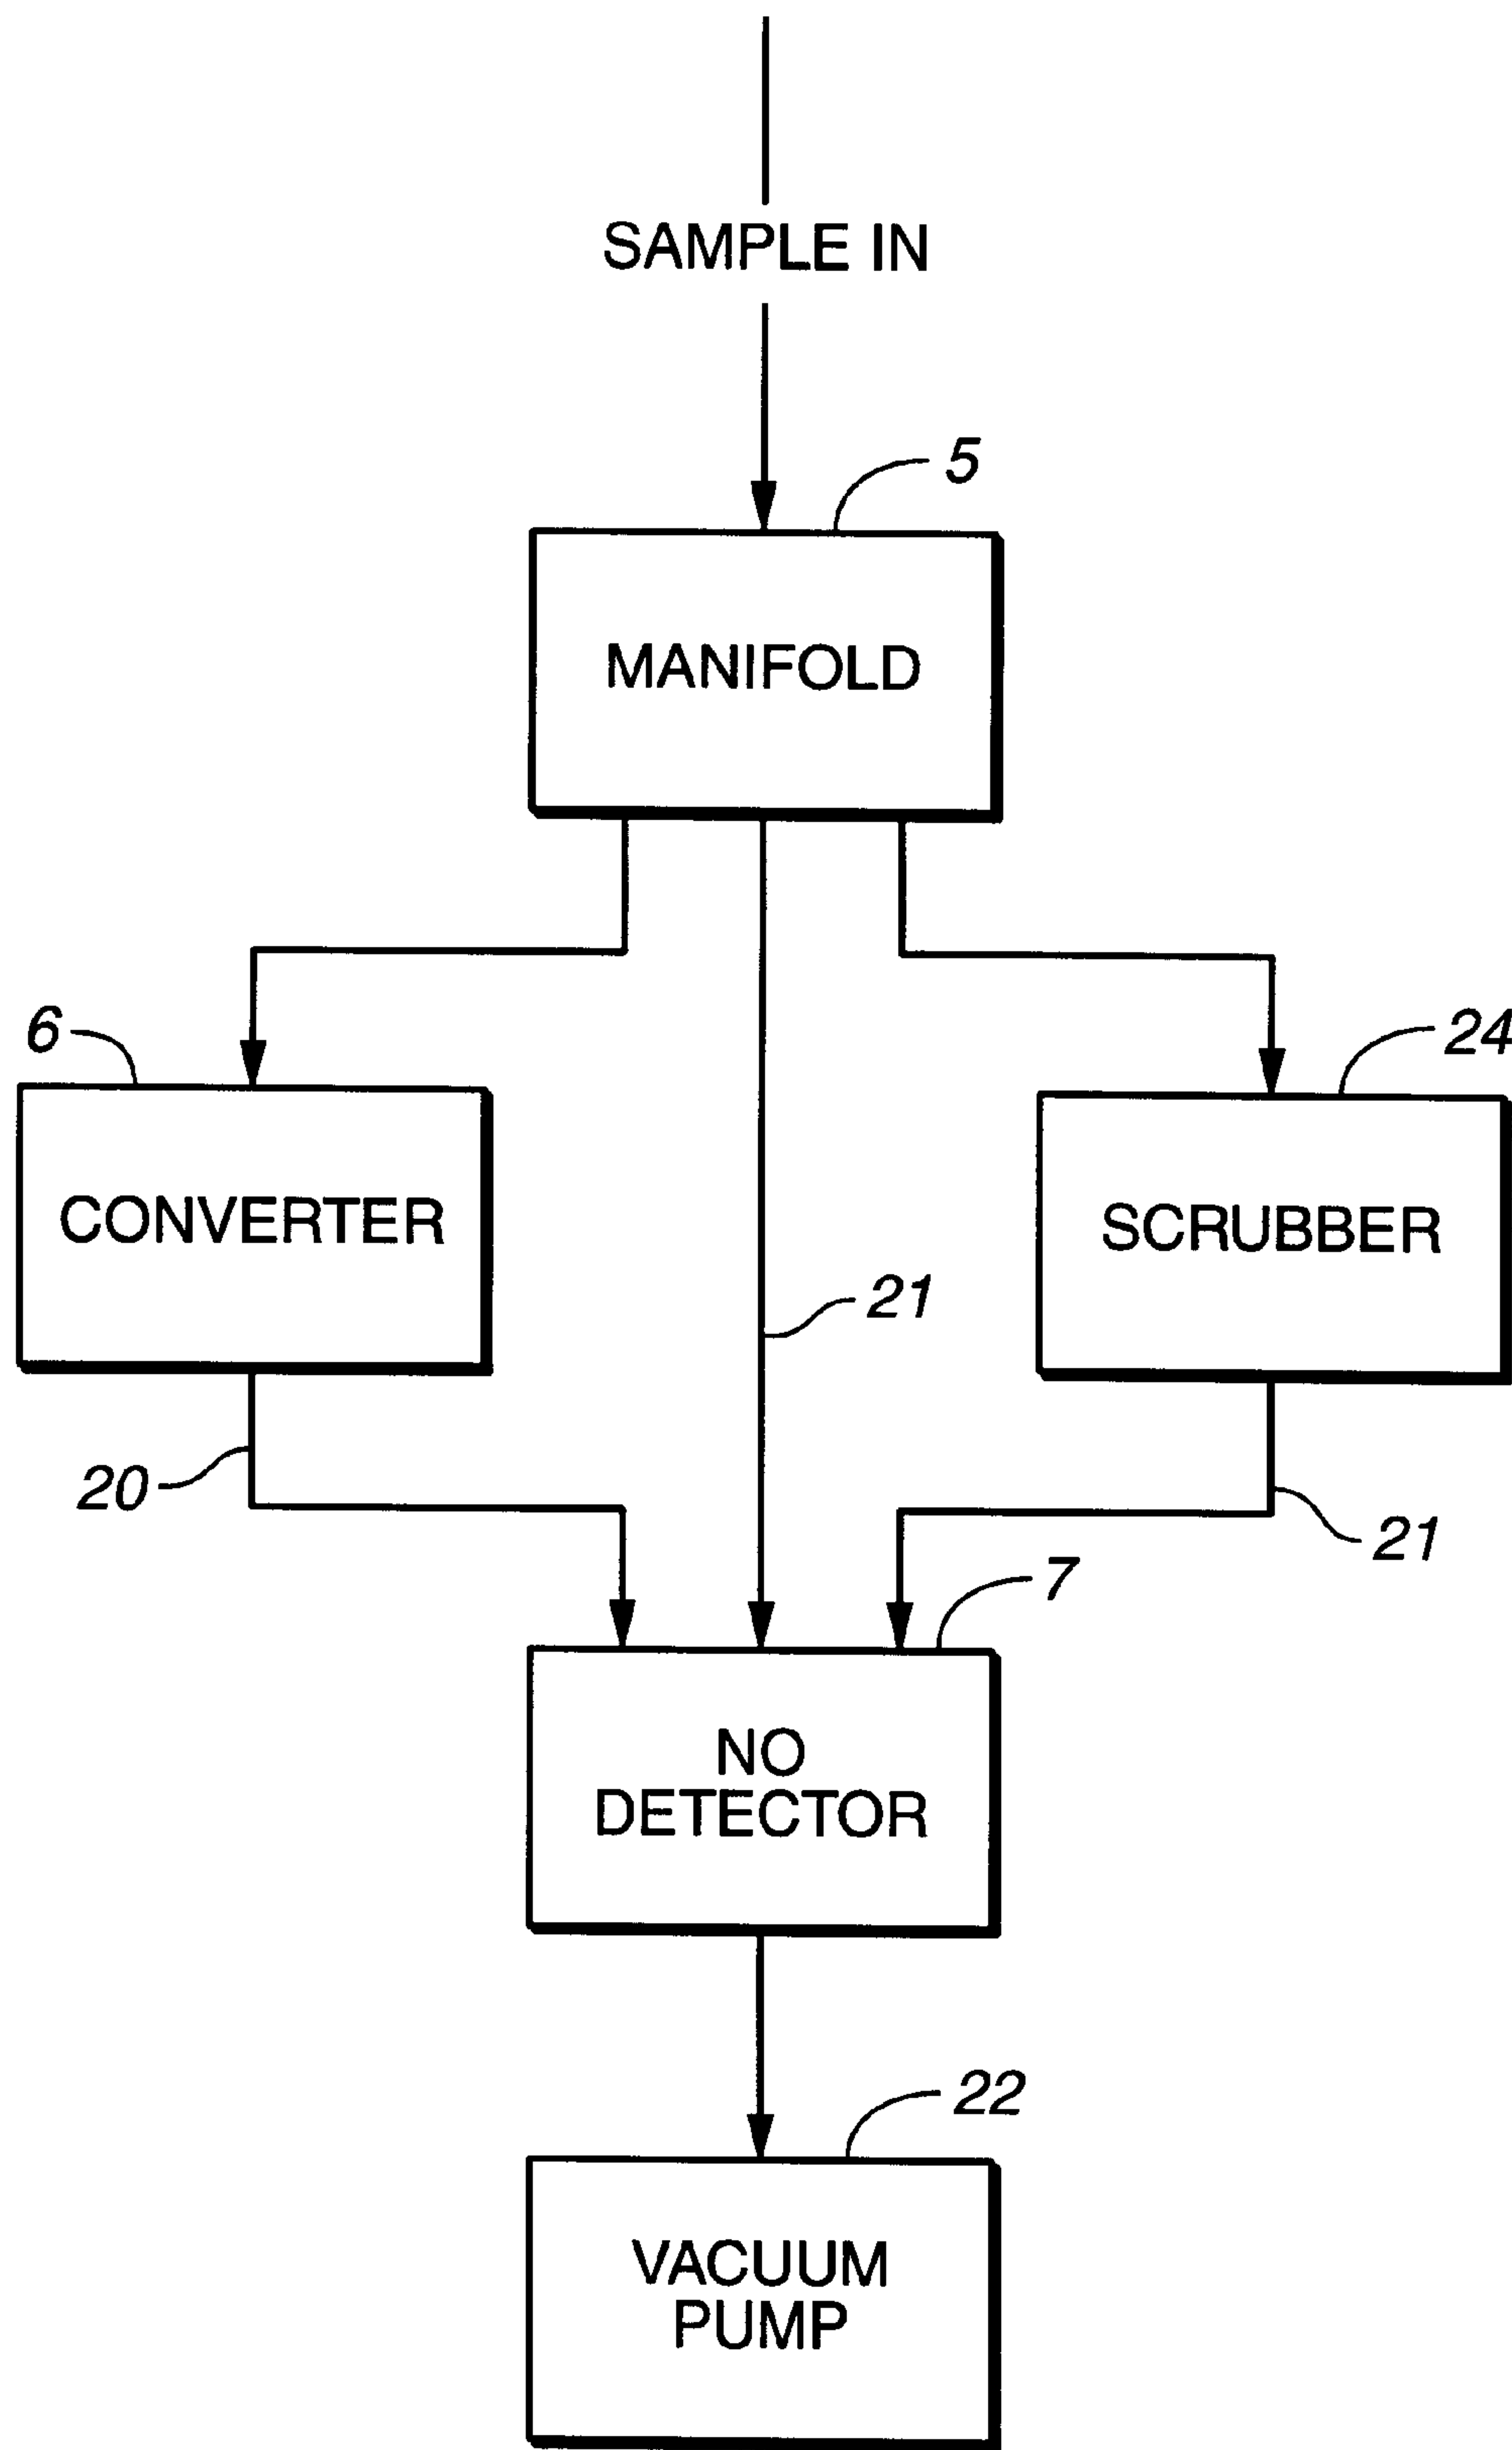 SAMPLE IN
5
MANIFOLD
6
24
CONVERTER
SCRUBBER
21
20
21
7
NO
DETECTOR
22
VACUUM
PUMP